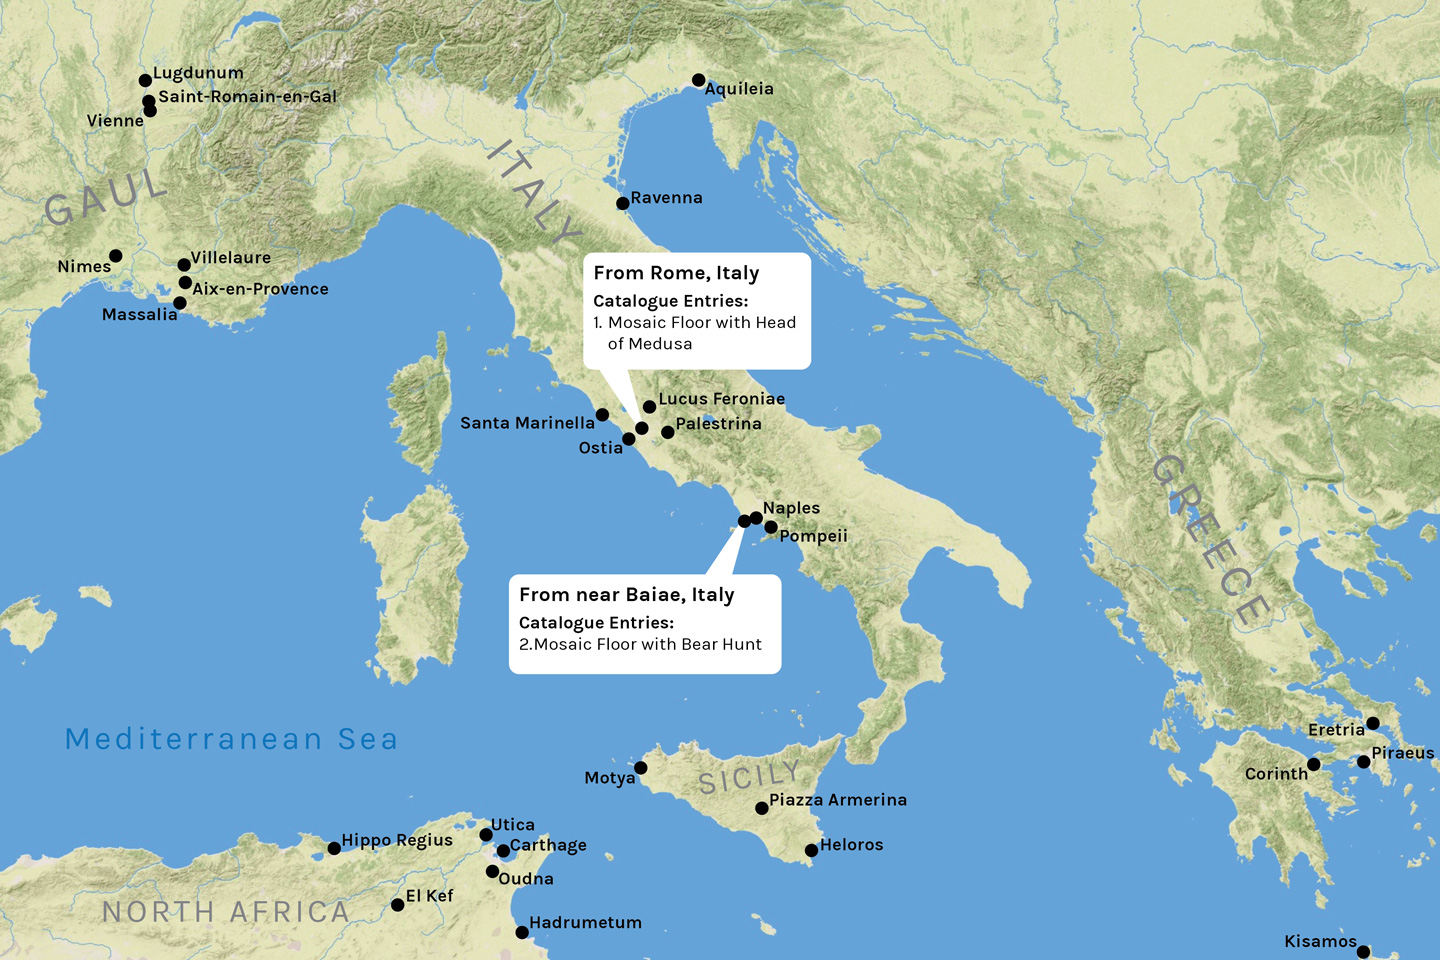 Lugdunum
Saint-Romain-en-Gal
Vienne
Aquileia
GAUL
ITALY
Ravenna
Nimes
Villelaure
Aix-en-Provence
Massalia
From Rome, Italy
Catalogue Entries:
1. Mosaic Floor with Head
of Medusa
Lucus Feroniae
Santa Marinella
Palestrina
Ostia
GREECE
Naples
Pompeii
From near Baiae, Italy
Catalogue Entries:
2.Mosaic Floor with Bear Hunt
Mediterranean Sea
Eretria
Piraeus
Corinth
Motya
SICILY
Piazza Armerina
Heloros
Utica
Hippo Regius
Carthage
Oudna
El Kef
NORTH AFRICA
Hadrumetum
Kisamos